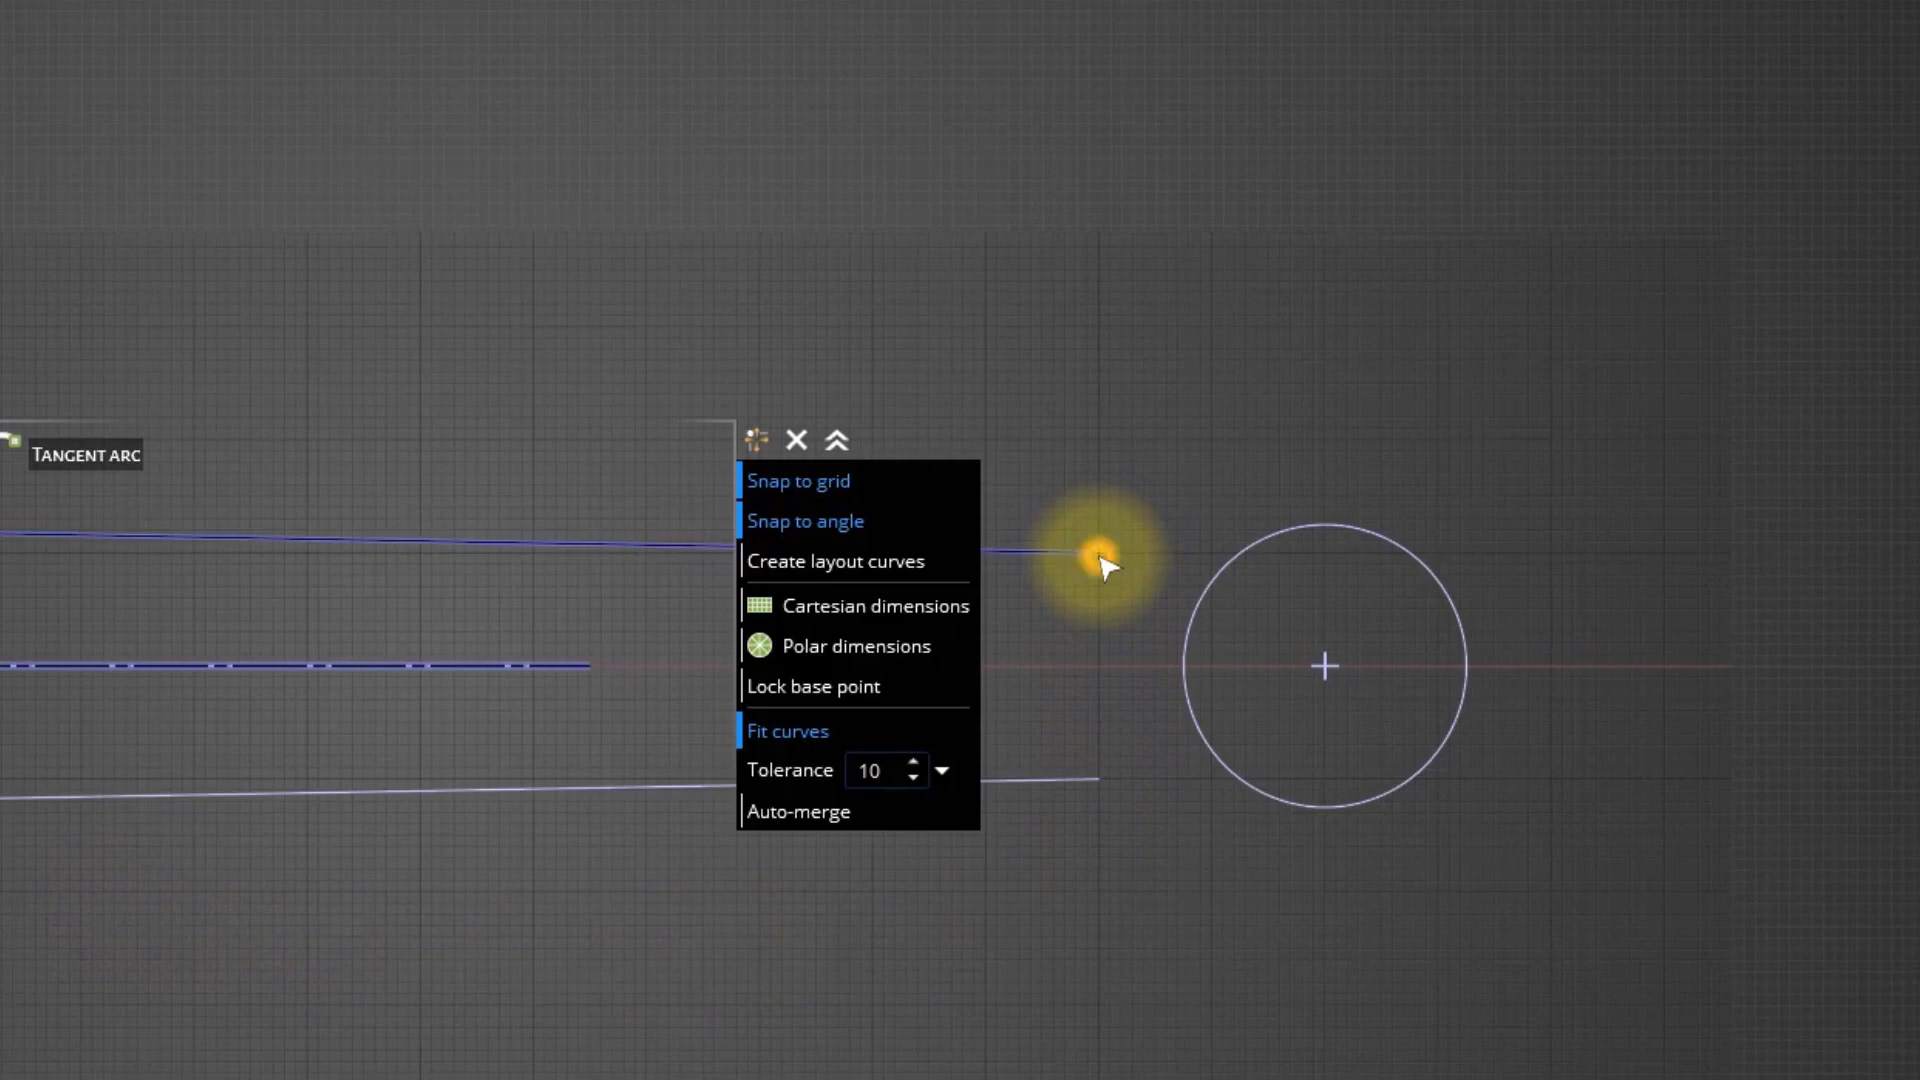 TANGENT ARC
Snap to grid
Snap to angle
Create layout curves
Cartesian dimensions
Polar dimensions
Lock base point
Fit curves
Tolerance 10
Auto-merge